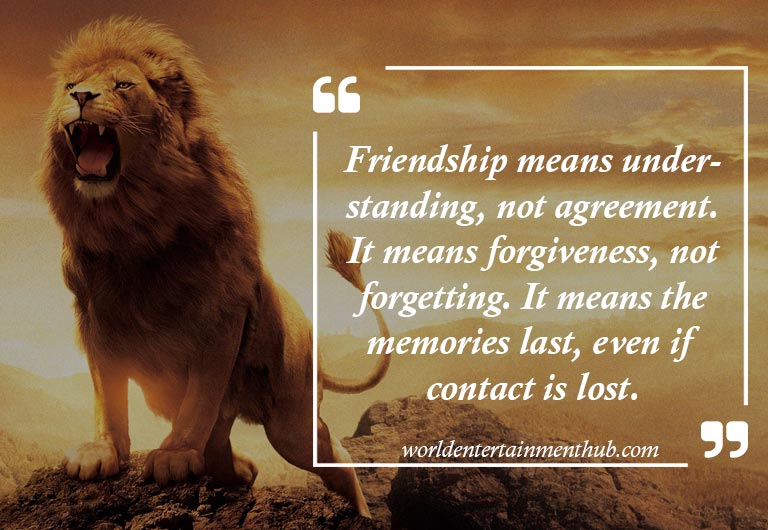 “
Friendship means under-
standing, not agreement.
It means forgiveness, not
forgetting. It means the
memories last, even if
contact is lost.
”
worldentertainmenthub.com